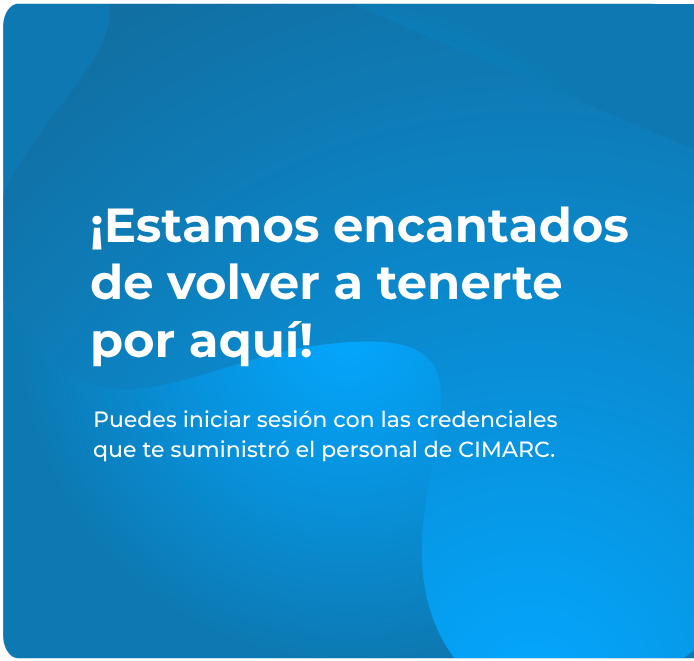 ¡Estamos encantados
de volver a tenerte
por aquí!
Puedes iniciar sesión con las credenciales
que te suministró el personal de CIMARC.